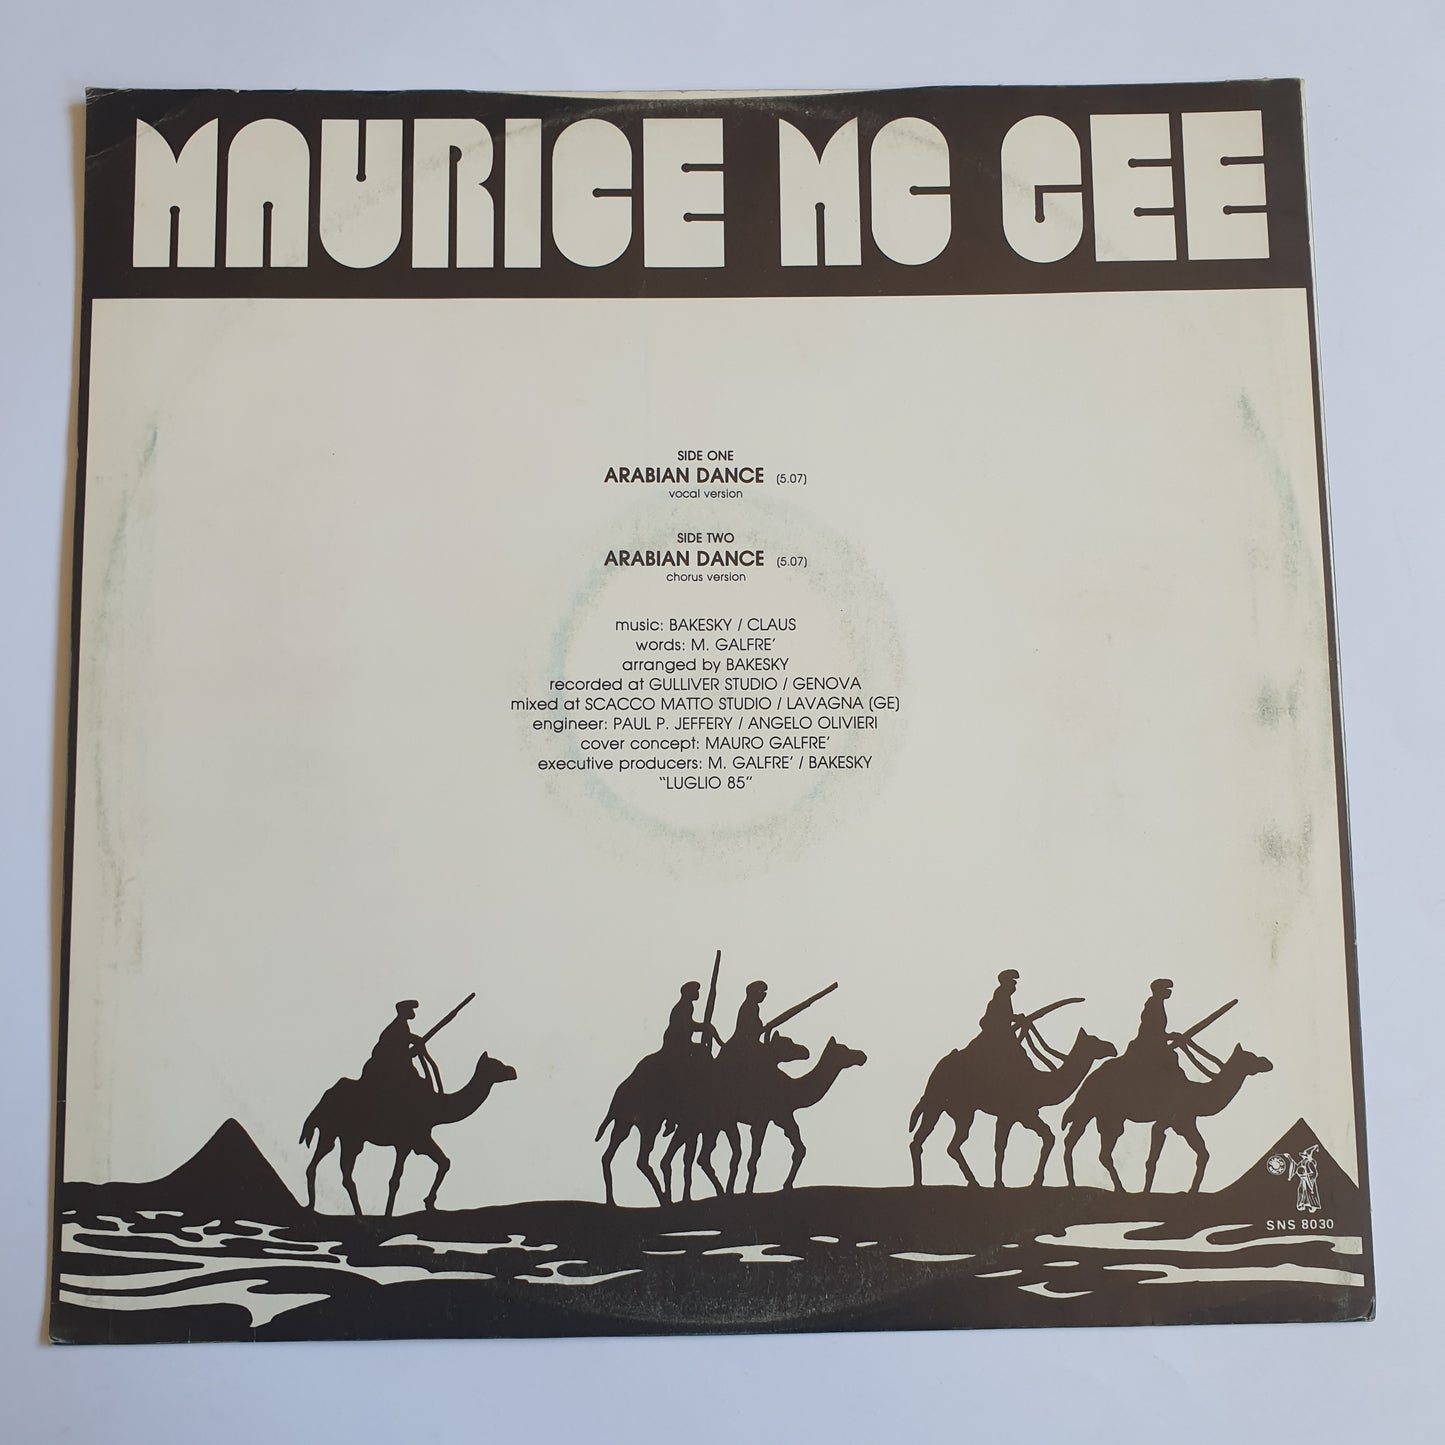 MAURICE MC GEE
SIDE ONE
ARABIAN DANCE (5.07)
vocal version
SIDE TWO
ARABIAN DANCE (5.07)
chorus version
music: BAKESKY / CLAUS
words: M. GALFRE'
arranged by BAKESKY
recorded at GULLIVER STUDIO / GENOVA
mixed at SCACCO MATTO STUDIO / LAVAGNA (GE)
engineer: PAUL P. JEFFERY / ANGELO OLIVIERI
cover concept: MAURO GALFRE'
executive producers: M. GALFRE' / BAKESKY
“LUGLIO 85”
SNS 8030